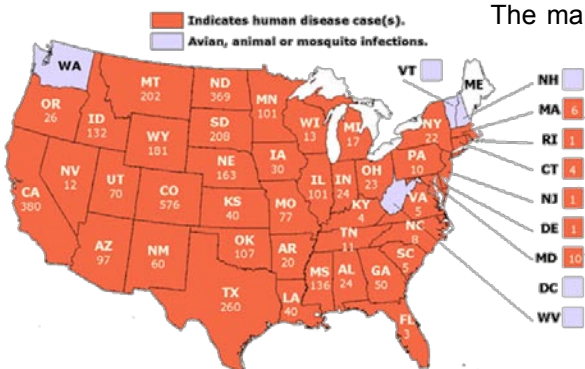 The ma
Indicates human disease case(s).
Avian, animal or mosquito infections.
WA
VT
ME
NH
MT
202
ND
369
MN
101
OR
26
ID
132
WY
181
SD
208
WI
13
MI
17
NY
22
MA 6
RI 1
CT 4
NV
12
UT
70
CO
576
NE
163
IA
30
IL
101
IN
24
OH
23
PA
10
NJ 1
DE 1
CA
380
KS
40
MO
77
KY
4
VA
5
MD 10
AZ
97
NM
60
OK
107
AR
20
TN
11
NC
8
SC
5
DC
WV
TX
260
LA
40
MS
136
AL
24
GA
50
FL
3